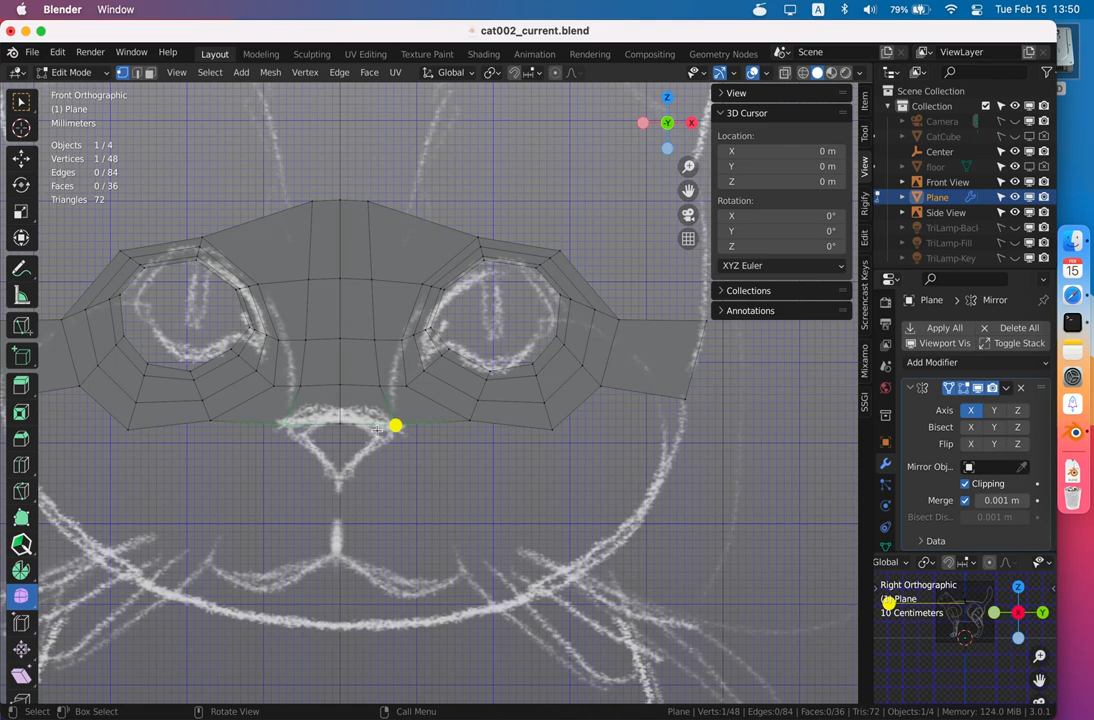 Blender Window
A 79% Tue Feb 15 13:50
cat002_current.blend
File Edit Render Window Help
Layout Modeling Sculpting UV Editing Texture Paint Shading Animation Rendering Compositing Geometry Nodes Scene ViewLayer
Edit Mode View Select Add Mesh Vertex Edge Face UV Global
Front Orthographic
(1) Plane
Millimeters
Objects 1 / 4
Vertices 1 / 48
Edges 0 / 84
Faces 0 / 36
Triangles 72
Z
-Y
X
View
3D Cursor
Location:
X 0 m
Y 0 m
Z 0 m
Rotation:
X 0°
Y 0°
Z 0°
XYZ Euler
Collections
Annotations
Item
Tool
View
Rigify
Edit
Screencast Keys
Mixamo
SSGI
Scene Collection
Collection
Camera
CatCube
Center
floor
Front View
Plane
Side View
TriLamp-Back
TriLamp-Fill
TriLamp-Key
Plane Mirror
Apply All Delete All
Viewport Vis Toggle Stack
Add Modifier
Axis X Y Z
Bisect X Y Z
Flip X Y Z
Mirror Obj..
Clipping
Merge 0.001 m
Bisect Dis... 0.001 m
Data
Global
Right Orthographic
(1) Plane
10 Centimeters
Z
X
Y
FEB
15
Select Box Select Rotate View Call Menu
Plane | Verts:1/48 | Edges:0/84 | Faces:0/36 | Tris:72 | Objects:1/4 | Memory: 124.0 MiB | 3.0.1